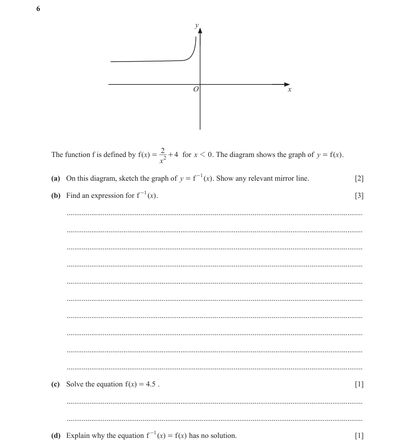 6
y
O
x
The function f is defined by f(x) = 2/x² + 4 for x < 0. The diagram shows the graph of y = f(x).
(a) On this diagram, sketch the graph of y = f⁻¹(x). Show any relevant mirror line. [2]
(b) Find an expression for f⁻¹(x). [3]
(c) Solve the equation f(x) = 4.5 . [1]
(d) Explain why the equation f⁻¹(x) = f(x) has no solution. [1]